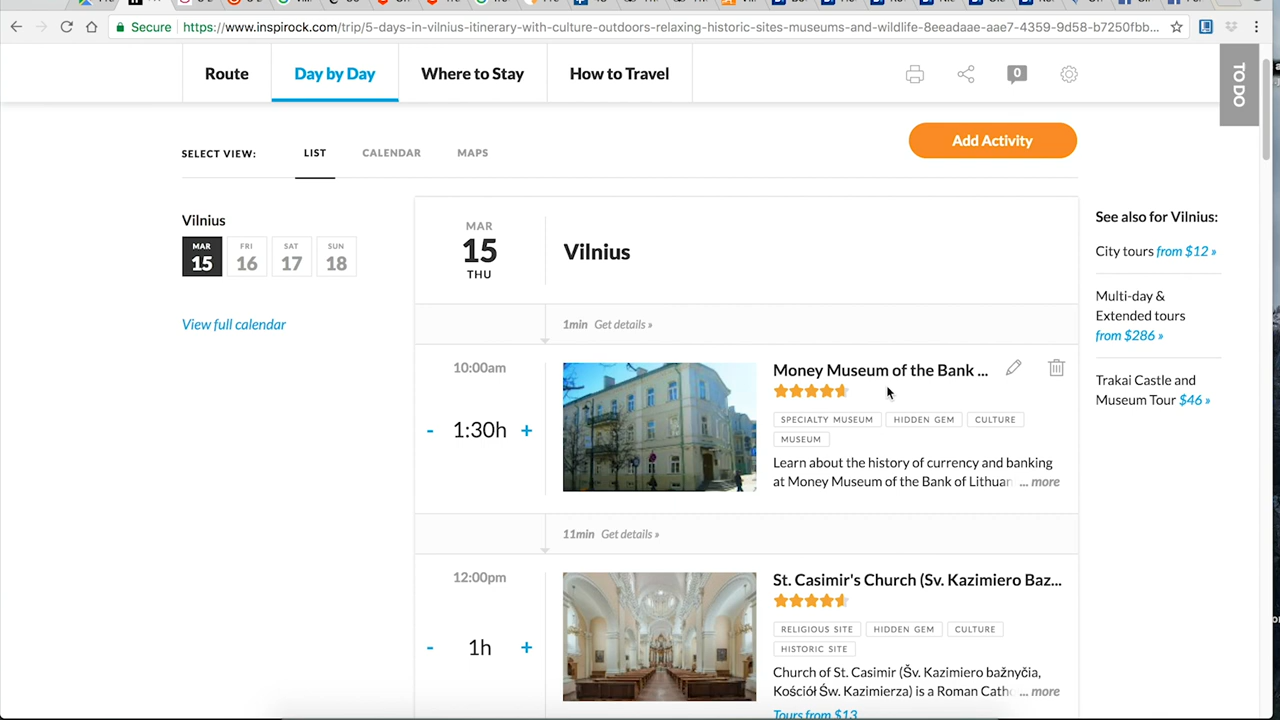 Secure
https://www.inspirock.com/trip/5-days-in-vilnius-itinerary-with-culture-outdoors-relaxing-historic-sites-museums-and-wildlife-8eeadaae-aae7-4359-9d58-b7250fbb...
Route
Day by Day
Where to Stay
How to Travel
0
TO DO
SELECT VIEW:
LIST
CALENDAR
MAPS
Add Activity
Vilnius
MAR
15
FRI
16
SAT
17
SUN
18
View full calendar
MAR
15
THU
Vilnius
1min Get details »
10:00am
- 1:30h +
Money Museum of the Bank ...
SPECIALTY MUSEUM
HIDDEN GEM
CULTURE
MUSEUM
Learn about the history of currency and banking
at Money Museum of the Bank of Lithuan ... more
11min Get details »
12:00pm
- 1h +
St. Casimir's Church (Sv. Kazimiero Baz...
RELIGIOUS SITE
HIDDEN GEM
CULTURE
HISTORIC SITE
Church of St. Casimir (Šv. Kazimiero bažnyčia,
Kościół Św. Kazimierza) is a Roman Catho ... more
Tours from $13
See also for Vilnius:
City tours from $12 »
Multi-day &
Extended tours
from $286 »
Trakai Castle and
Museum Tour $46 »